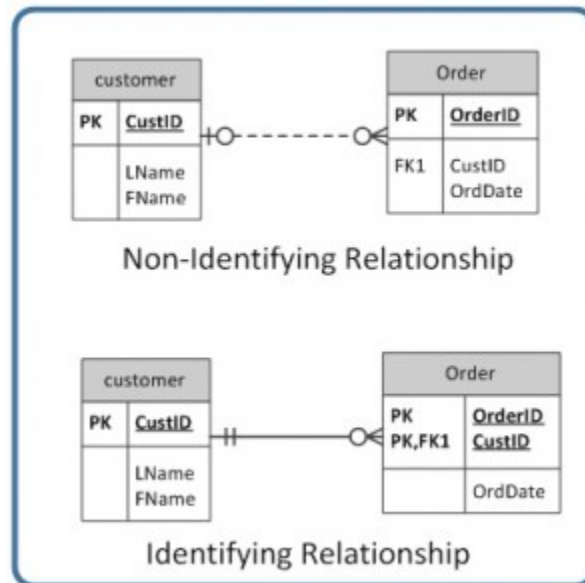 customer
PK CustID
LName
FName
Order
PK OrderID
FK1 CustID
OrdDate
Non-Identifying Relationship
customer
PK CustID
LName
FName
Order
PK OrderID
PK,FK1 CustID
OrdDate
Identifying Relationship